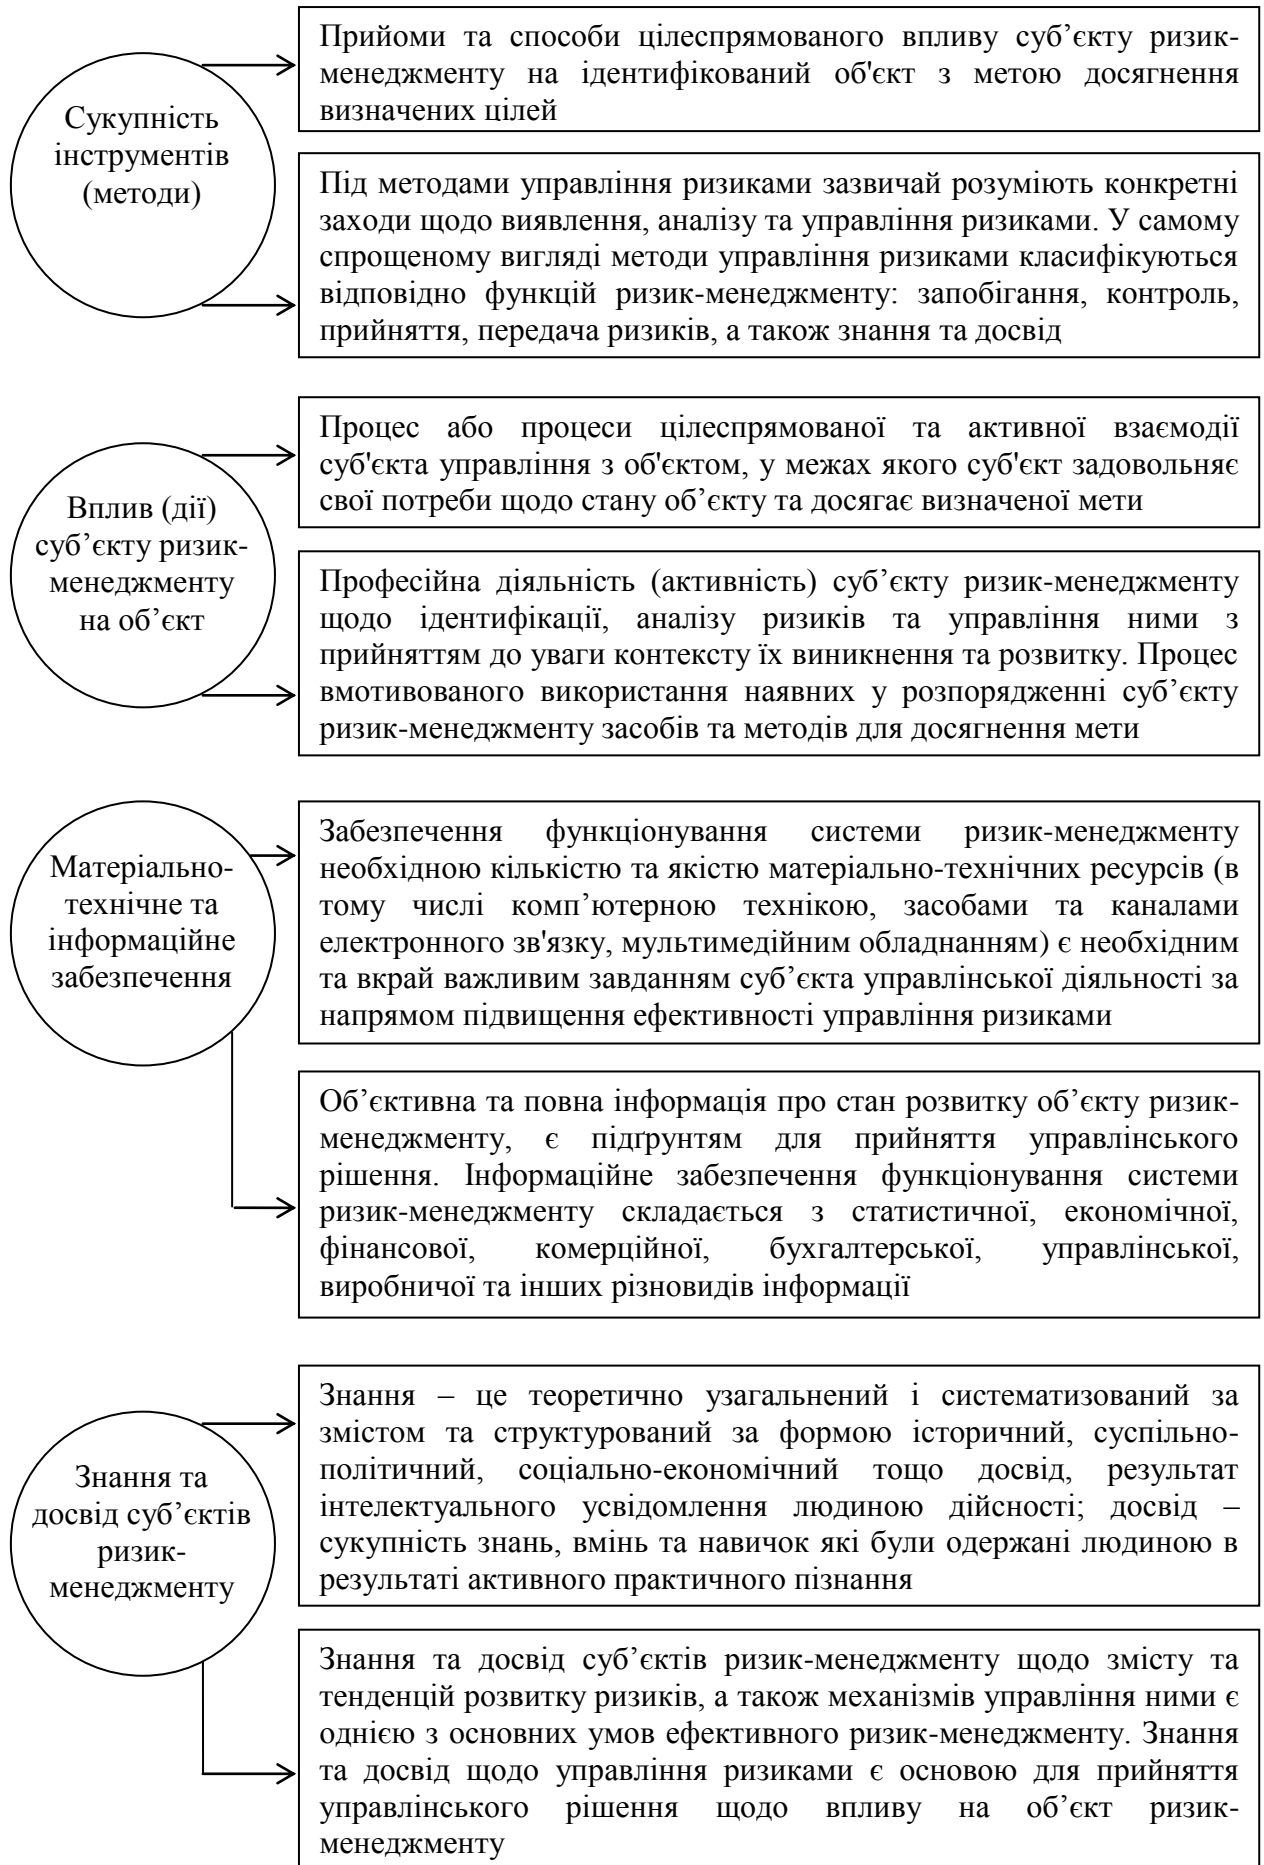 Сукупність
інструментів
(методи)
Прийоми та способи цілеспрямованого впливу суб’єкту ризик-
менеджменту на ідентифікований об'єкт з метою досягнення
визначених цілей
Під методами управління ризиками зазвичай розуміють конкретні
заходи щодо виявлення, аналізу та управління ризиками. У самому
спрощеному вигляді методи управління ризиками класифікуються
відповідно функцій ризик-менеджменту: запобігання, контроль,
прийняття, передача ризиків, а також знання та досвід
Вплив (дії)
суб’єкту ризик-
менеджменту
на об’єкт
Процес або процеси цілеспрямованої та активної взаємодії
суб'єкта управління з об'єктом, у межах якого суб'єкт задовольняє
свої потреби щодо стану об’єкту та досягає визначеної мети
Професійна діяльність (активність) суб’єкту ризик-менеджменту
щодо ідентифікації, аналізу ризиків та управління ними з
прийняттям до уваги контексту їх виникнення та розвитку. Процес
вмотивованого використання наявних у розпорядженні суб’єкту
ризик-менеджменту засобів та методів для досягнення мети
Матеріально-
технічне та
інформаційне
забезпечення
Забезпечення функціонування системи ризик-менеджменту
необхідною кількістю та якістю матеріально-технічних ресурсів (в
тому числі комп’ютерною технікою, засобами та каналами
електронного зв'язку, мультимедійним обладнанням) є необхідним
та вкрай важливим завданням суб’єкта управлінської діяльності за
напрямом підвищення ефективності управління ризиками
Об’єктивна та повна інформація про стан розвитку об’єкту ризик-
менеджменту, є підґрунтям для прийняття управлінського
рішення. Інформаційне забезпечення функціонування системи
ризик-менеджменту складається з статистичної, економічної,
фінансової, комерційної, бухгалтерської, управлінської,
виробничої та інших різновидів інформації
Знання та
досвід суб’єктів
ризик-
менеджменту
Знання – це теоретично узагальнений і систематизований за
змістом та структурований за формою історичний, суспільно-
політичний, соціально-економічний тощо досвід, результат
інтелектуального усвідомлення людиною дійсності; досвід –
сукупність знань, вмінь та навичок які були одержані людиною в
результаті активного практичного пізнання
Знання та досвід суб’єктів ризик-менеджменту щодо змісту та
тенденцій розвитку ризиків, а також механізмів управління ними є
однією з основних умов ефективного ризик-менеджменту. Знання
та досвід щодо управління ризиками є основою для прийняття
управлінського рішення щодо впливу на об’єкт ризик-
менеджменту